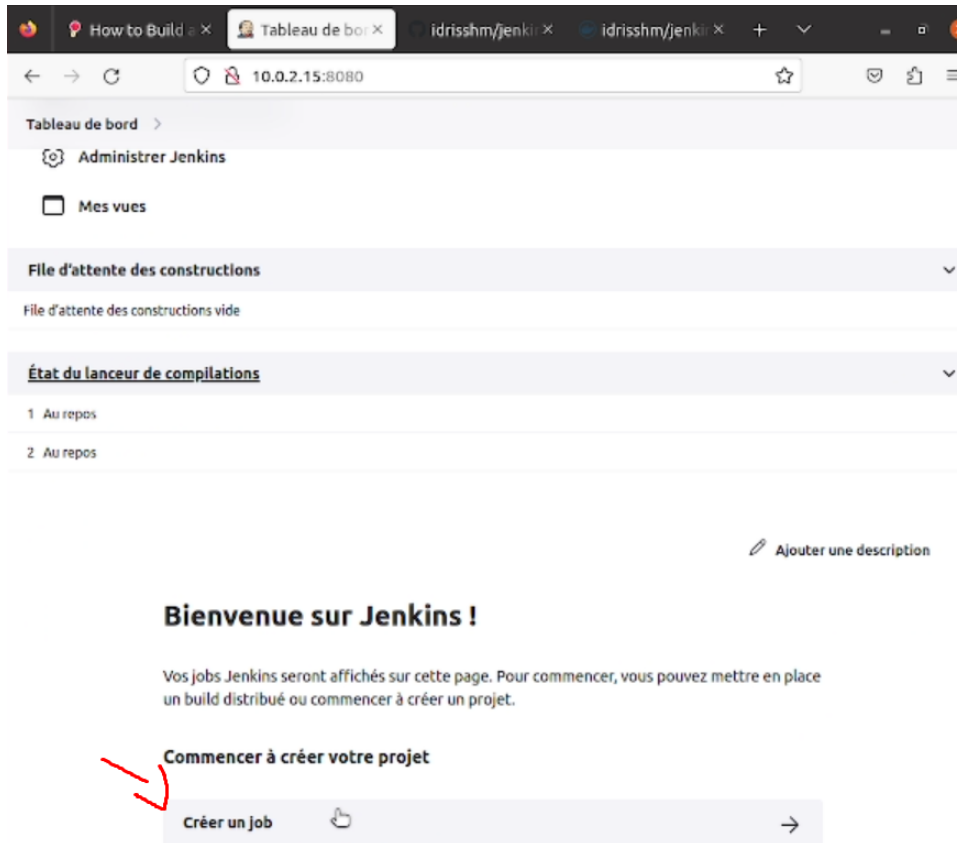 How to Build a
Tableau de bor
idrisshm/jenkin
idrisshm/jenkin
10.0.2.15:8080
Tableau de bord
Administrer Jenkins
Mes vues
File d'attente des constructions
File d'attente des constructions vide
État du lanceur de compilations
1 Au repos
2 Au repos
Ajouter une description
Bienvenue sur Jenkins !
Vos jobs Jenkins seront affichés sur cette page. Pour commencer, vous pouvez mettre en place
un build distribué ou commencer à créer un projet.
Commencer à créer votre projet
Créer un job